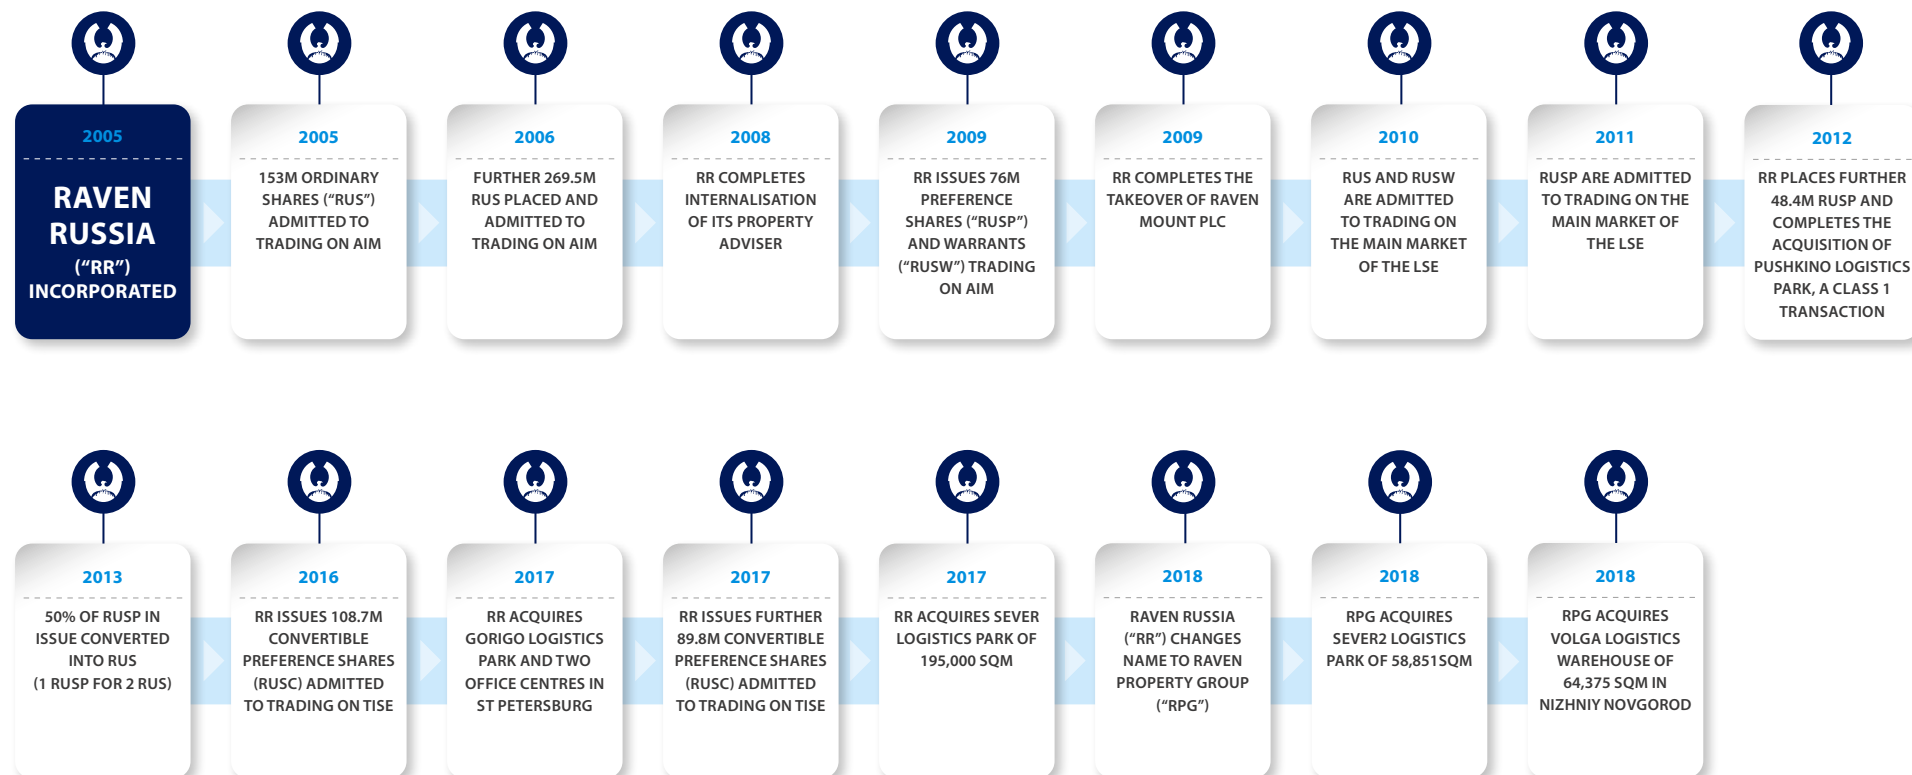 2005
RAVEN
RUSSIA
(“RR”)
INCORPORATED
2005
153M ORDINARY
SHARES (“RUS”)
ADMITTED TO
TRADING ON AIM
2006
FURTHER 269.5M
RUS PLACED AND
ADMITTED TO
TRADING ON AIM
2008
RR COMPLETES
INTERNALISATION
OF ITS PROPERTY
ADVISER
2009
RR ISSUES 76M
PREFERENCE
SHARES (“RUSP”)
AND WARRANTS
(“RUSW”) TRADING
ON AIM
2009
RR COMPLETES THE
TAKEOVER OF RAVEN
MOUNT PLC
2010
RUS AND RUSW
ARE ADMITTED
TO TRADING ON
THE MAIN MARKET
OF THE LSE
2011
RUSP ARE ADMITTED
TO TRADING ON THE
MAIN MARKET OF
THE LSE
2012
RR PLACES FURTHER
48.4M RUSP AND
COMPLETES THE
ACQUISITION OF
PUSHKINO LOGISTICS
PARK, A CLASS 1
TRANSACTION
2013
50% OF RUSP IN
ISSUE CONVERTED
INTO RUS
(1 RUSP FOR 2 RUS)
2016
RR ISSUES 108.7M
CONVERTIBLE
PREFERENCE SHARES
(RUSC) ADMITTED
TO TRADING ON TISE
2017
RR ACQUIRES
GORIGO LOGISTICS
PARK AND TWO
OFFICE CENTRES IN
ST PETERSBURG
2017
RR ISSUES FURTHER
89.8M CONVERTIBLE
PREFERENCE SHARES
(RUSC) ADMITTED
TO TRADING ON TISE
2017
RR ACQUIRES SEVER
LOGISTICS PARK OF
195,000 SQM
2018
RAVEN RUSSIA
(“RR”) CHANGES
NAME TO RAVEN
PROPERTY GROUP
(“RPG”)
2018
RPG ACQUIRES
SEVER2 LOGISTICS
PARK OF 58,851SQM
2018
RPG ACQUIRES
VOLGA LOGISTICS
WAREHOUSE OF
64,375 SQM IN
NIZHNIY NOVGOROD